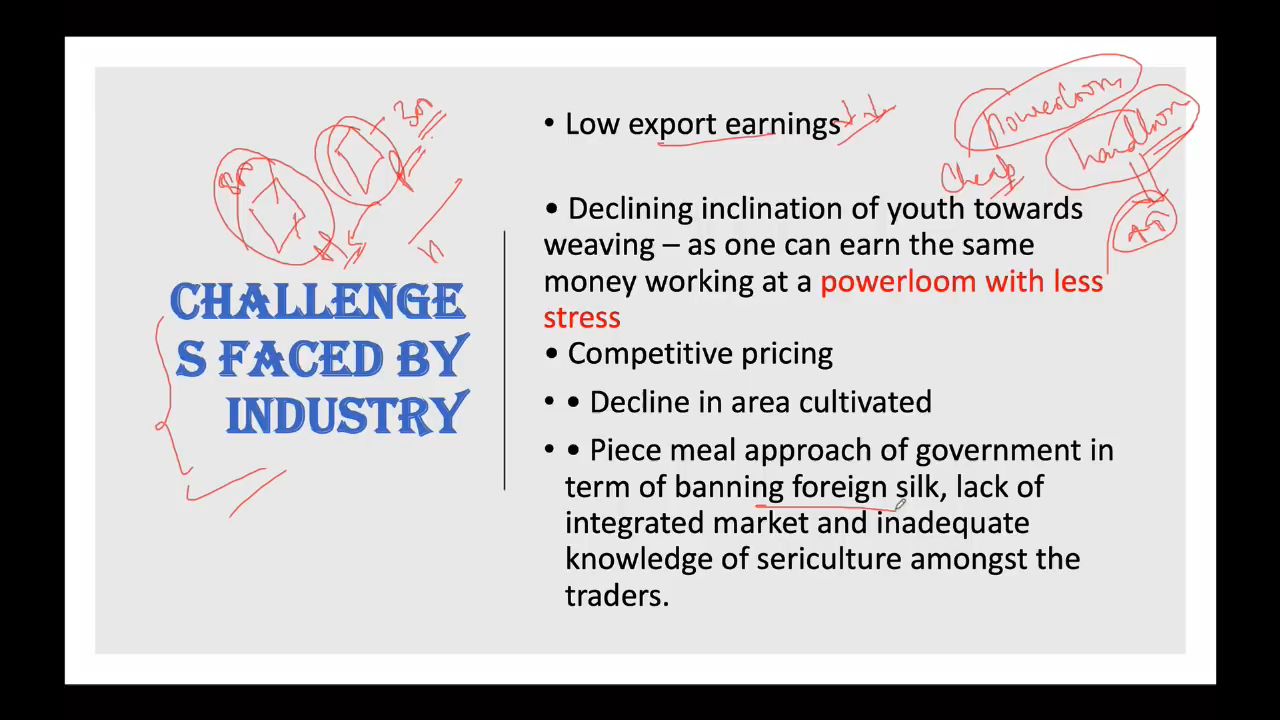 CHALLENGE
S FACED BY
INDUSTRY
• Low export earnings
• Declining inclination of youth towards
weaving – as one can earn the same
money working at a powerloom with less
stress
• Competitive pricing
• • Decline in area cultivated
• • Piece meal approach of government in
term of banning foreign silk, lack of
integrated market and inadequate
knowledge of sericulture amongst the
traders.
powerloom
handloom
Cheap